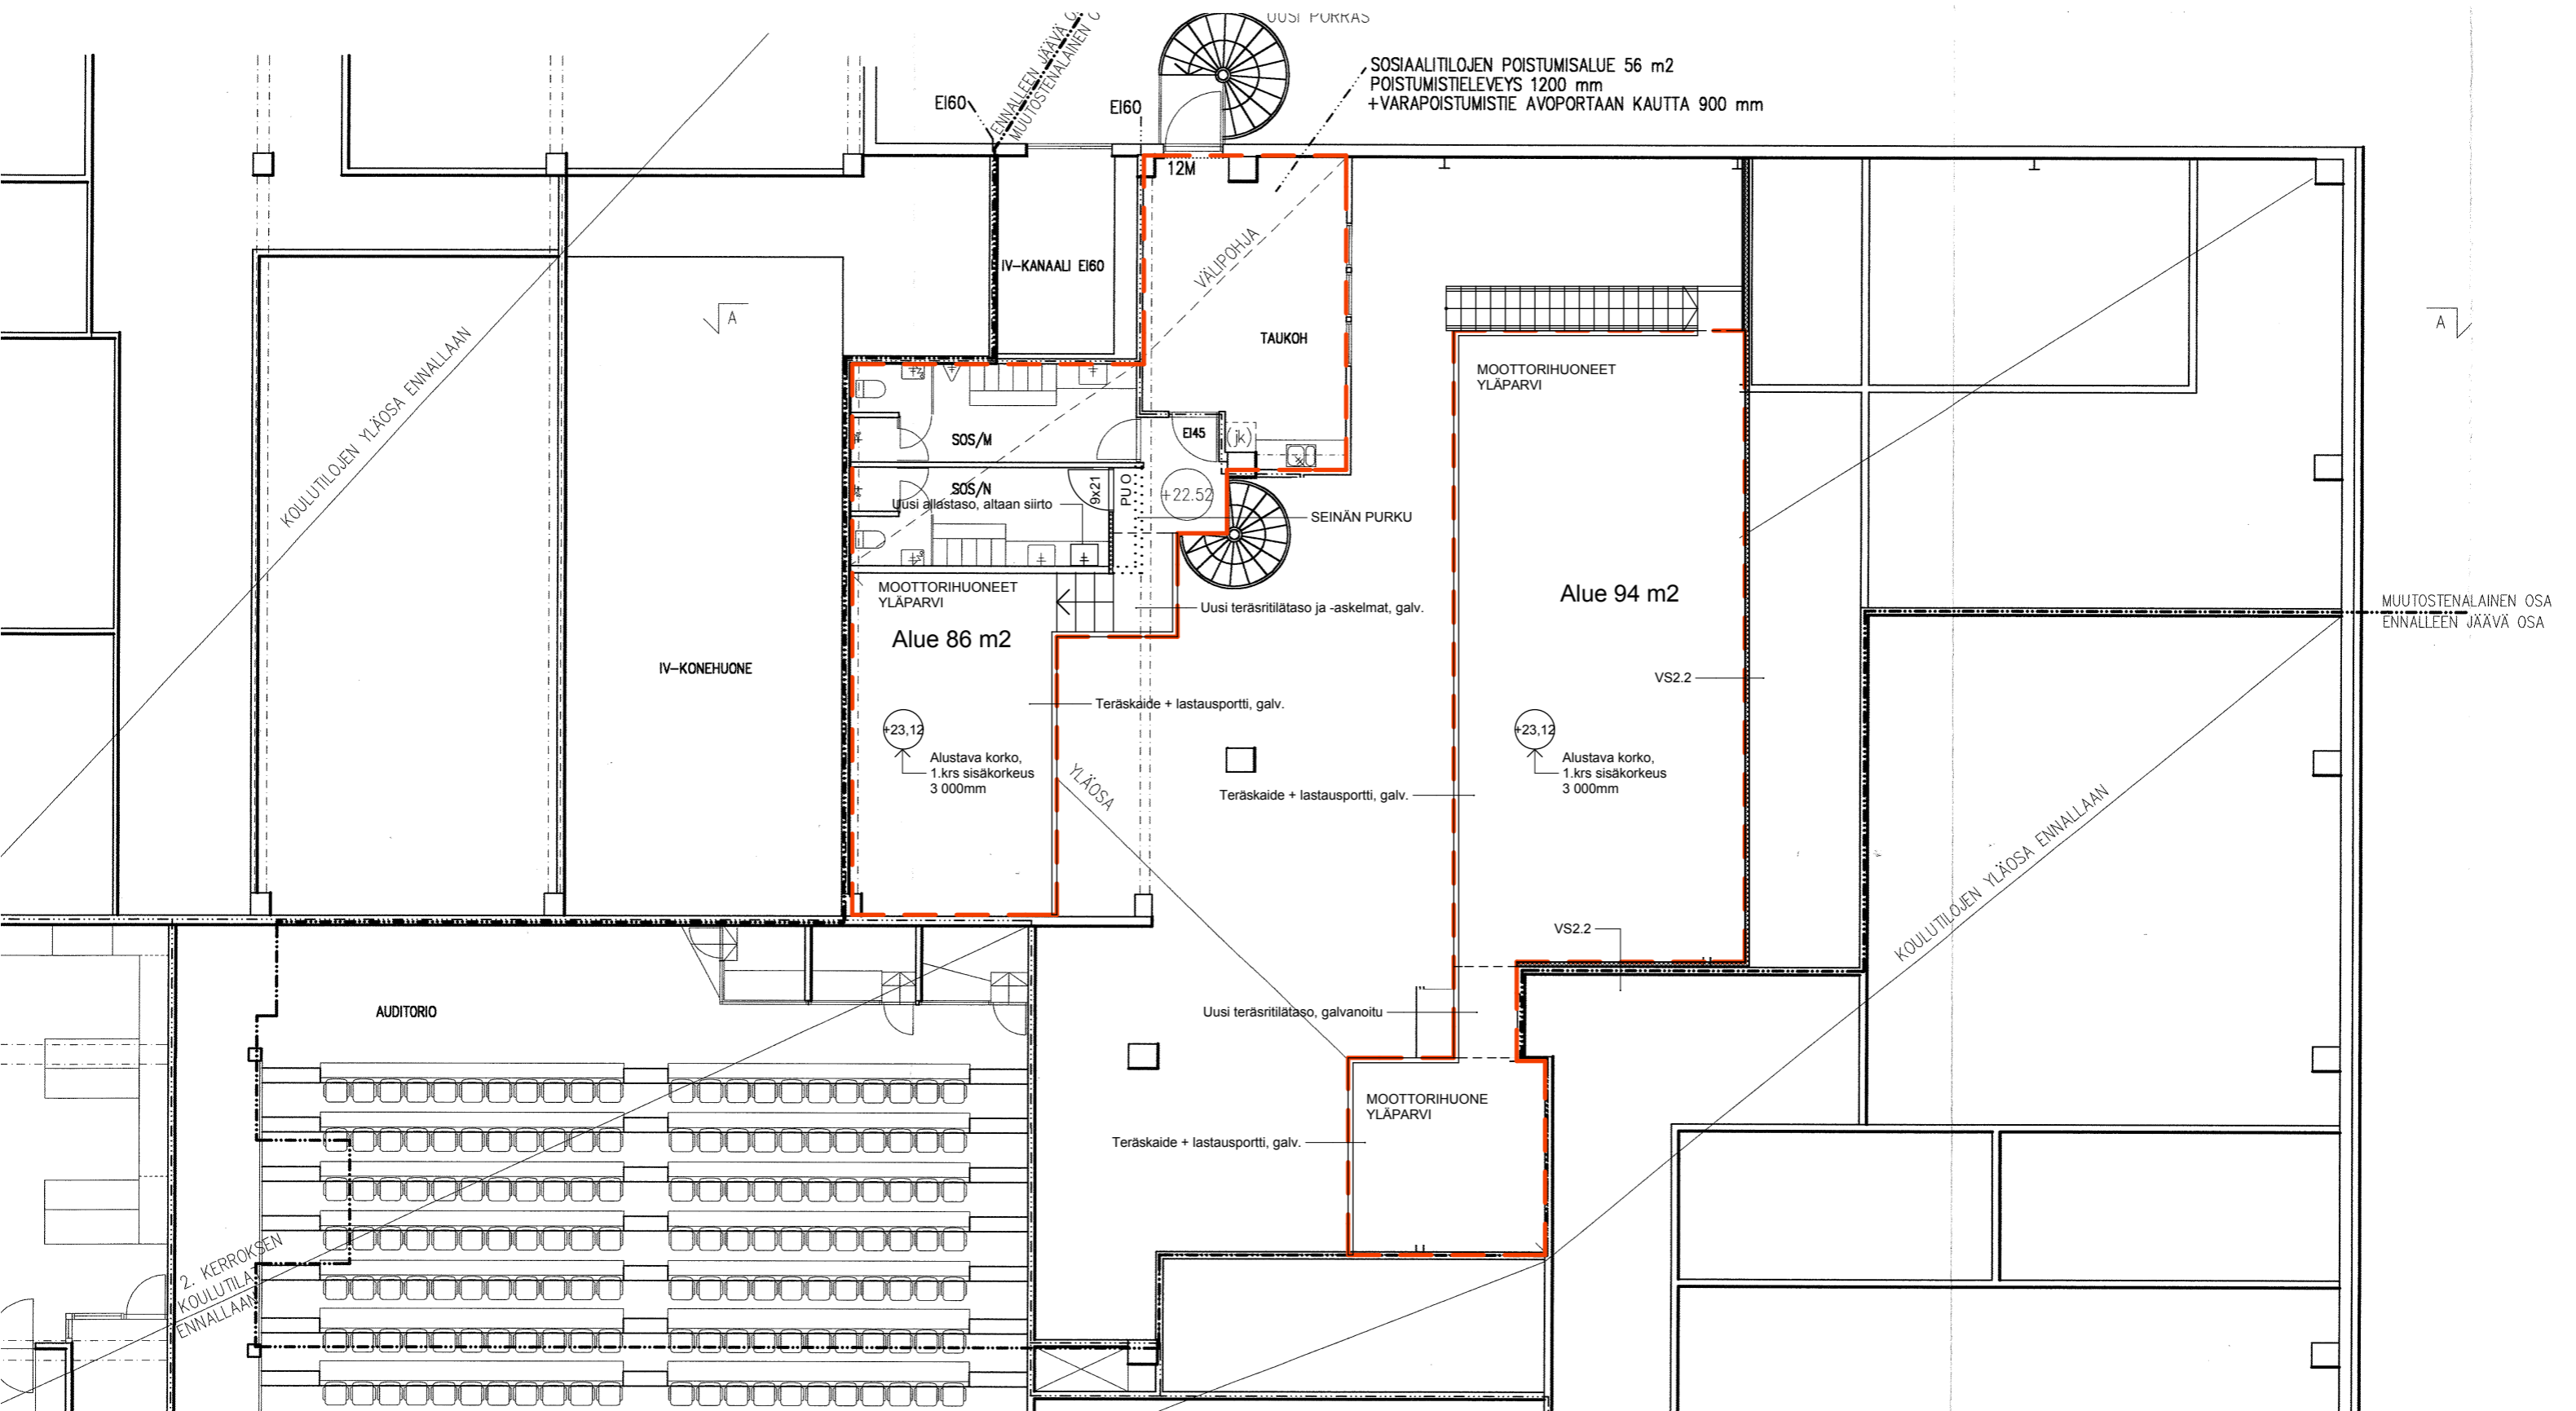 UUSI PORRAS
ENNALLEEN JÄÄVÄ
MUUTOSTENALAINEN
SOSIAALITILOJEN POISTUMISALUE 56 m2
POISTUMISTIELEVEYS 1200 mm
+VARAPOISTUMISTIE AVOPORTAAN KAUTTA 900 mm
EI60
EI60
12M
IV-KANAALI EI60
VÄLIPOHJA
A
A
TAUKOH
KOULUTILOJEN YLÄOSA ENNALLAAN
MOOTTORIHUONEET
YLÄPARVI
SOS/M
EI45
(jk)
SOS/N
Uusi allastaso, altaan siirto
9x21
PUO
+22.52
SEINÄN PURKU
MOOTTORIHUONEET
YLÄPARVI
Alue 94 m2
Uusi teräsritilätaso ja -askelmat, galv.
MUUTOSTENALAINEN OSA
ENNALLEEN JÄÄVÄ OSA
Alue 86 m2
IV-KONEHUONE
VS2.2
Teräskaide + lastausportti, galv.
+23,12
Alustava korko,
1.krs sisäkorkeus
3 000mm
+23,12
Alustava korko,
1.krs sisäkorkeus
3 000mm
YLÄOSA
Teräskaide + lastausportti, galv.
KOULUTILOJEN YLÄOSA ENNALLAAN
VS2.2
AUDITORIO
Uusi teräsritilätaso, galvanoitu
MOOTTORIHUONE
YLÄPARVI
Teräskaide + lastausportti, galv.
2. KERROKSEN
KOULUTILAT
ENNALLAAN